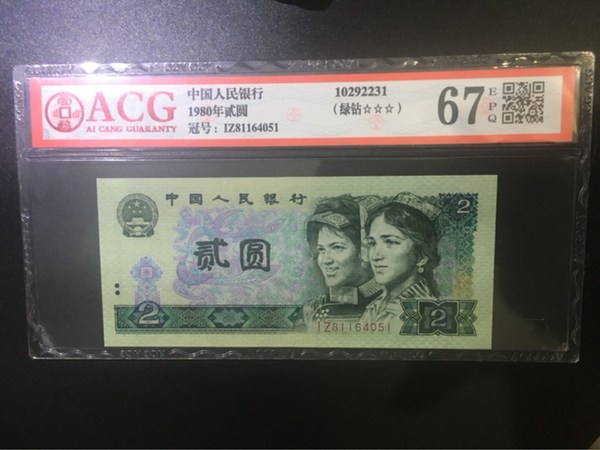 ACG
AI CANG GUARANTY
中国人民银行
1980年贰圆
冠号：IZ81164051
10292231
（绿钻☆☆☆）
67
EPQ
中国人民银行
贰圆
2
2
2
IZ81164051